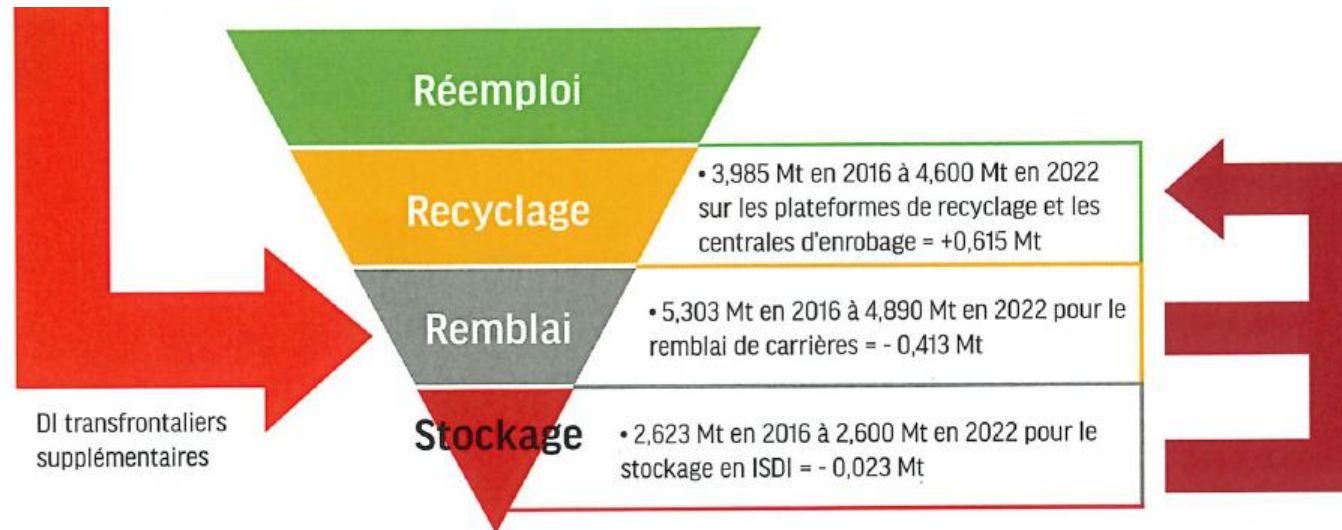 Réemploi
Recyclage
• 3,985 Mt en 2016 à 4,600 Mt en 2022
sur les plateformes de recyclage et les
centrales d'enrobage = +0,615 Mt
Remblai
• 5,303 Mt en 2016 à 4,890 Mt en 2022 pour le
remblai de carrières = - 0,413 Mt
DI transfrontaliers
supplémentaires
Stockage
• 2,623 Mt en 2016 à 2,600 Mt en 2022 pour le
stockage en ISDI = - 0,023 Mt